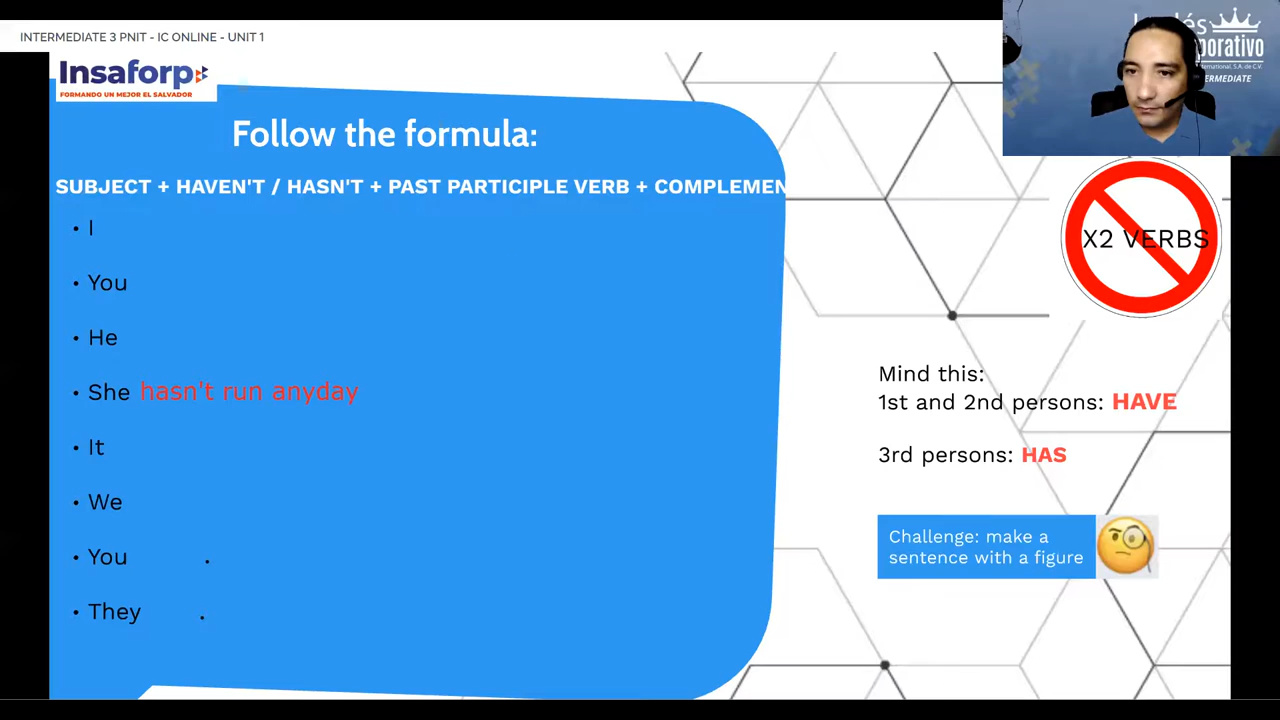 INTERMEDIATE 3 PNIT - IC ONLINE - UNIT 1
Insaforp
FORMANDO UN MEJOR EL SALVADOR
Follow the formula:
SUBJECT + HAVEN'T / HASN'T + PAST PARTICIPLE VERB + COMPLEMEN
• I
• You
• He
• She hasn't run anyday
• It
• We
• You .
• They .
X2 VERBS
Mind this:
1st and 2nd persons: HAVE
3rd persons: HAS
Challenge: make a
sentence with a figure